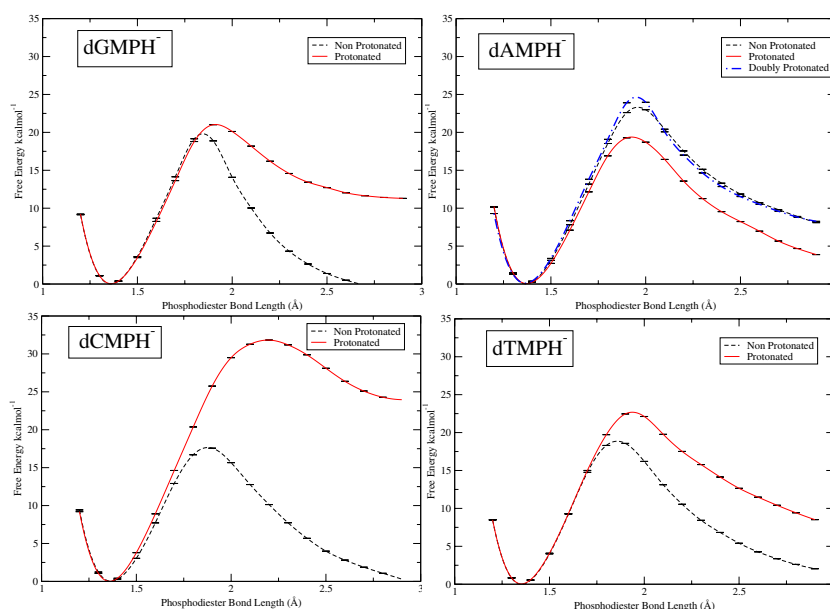 dGMPH⁻
Non Protonated
Protonated
35
30
25
20
15
10
5
0
Free Energy kcalmol⁻¹
1
1.5
2
2.5
3
Phosphodiester Bond Length (Å)
dAMPH⁻
Non Protonated
Protonated
Doubly Protonated
35
30
25
20
15
10
5
0
Free Energy kcalmol⁻¹
1
1.5
2
2.5
Phosphodiester Bond Length (Å)
dCMPH⁻
Non Protonated
Protonated
35
30
25
20
15
10
5
0
Free Energy kcalmol⁻¹
1
1.5
2
2.5
3
Phosphodiester Bond Length (Å)
dTMPH⁻
Non Protonated
Protonated
35
30
25
20
15
10
5
0
Free Energy kcalmol⁻¹
1
1.5
2
2.5
Phosphodiester Bond Length (Å)